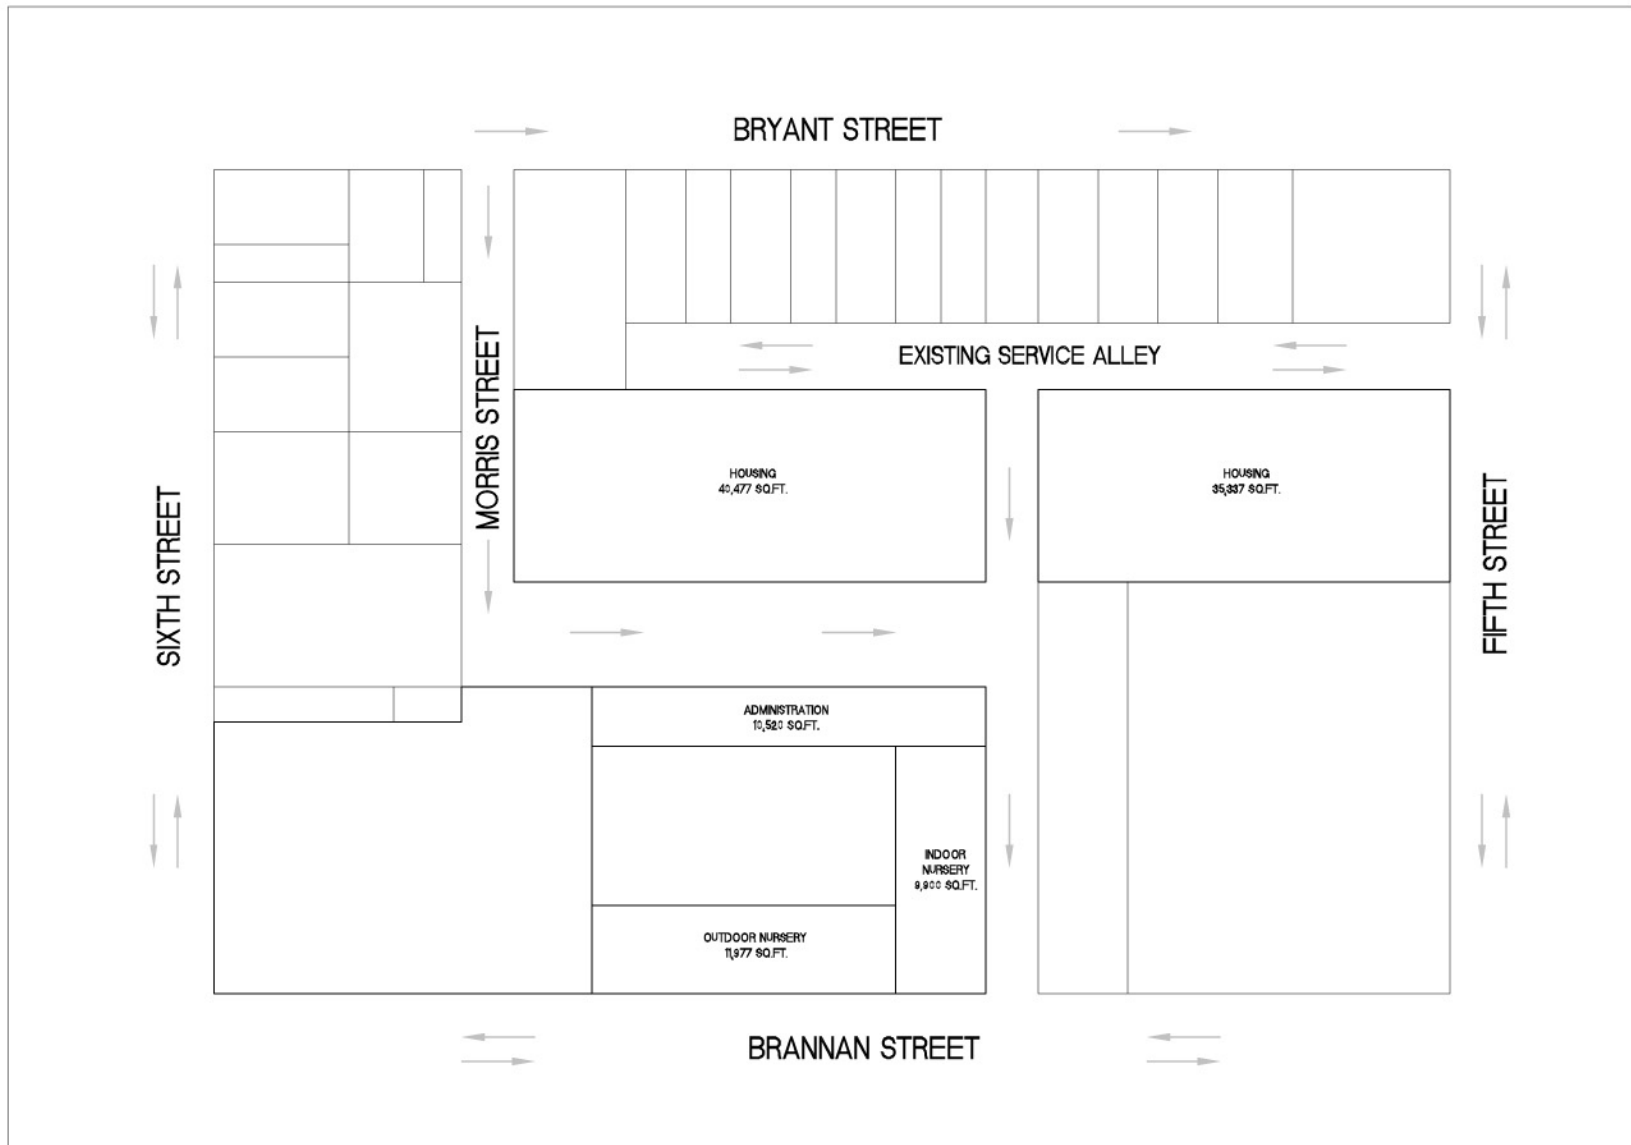 BRYANT STREET
EXISTING SERVICE ALLEY
MORRIS STREET
HOUSING
40,477 SQ.FT.
HOUSING
35,337 SQ.FT.
SIXTH STREET
FIFTH STREET
ADMINISTRATION
10,520 SQ.FT.
INDOOR
NURSERY
9,900 SQ.FT.
OUTDOOR NURSERY
11,977 SQ.FT.
BRANNAN STREET